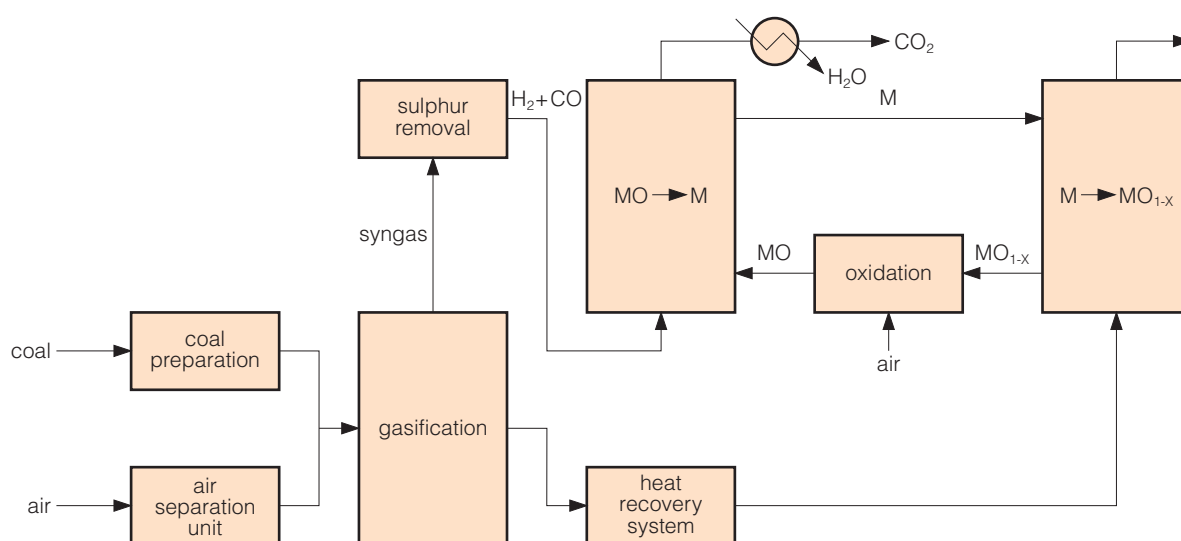 CO₂
H₂O
H₂+CO
M
sulphur
removal
MO → M
M → MO₁₋ₓ
syngas
MO
MO₁₋ₓ
oxidation
coal
coal
preparation
air
gasification
air
air
separation
unit
heat
recovery
system